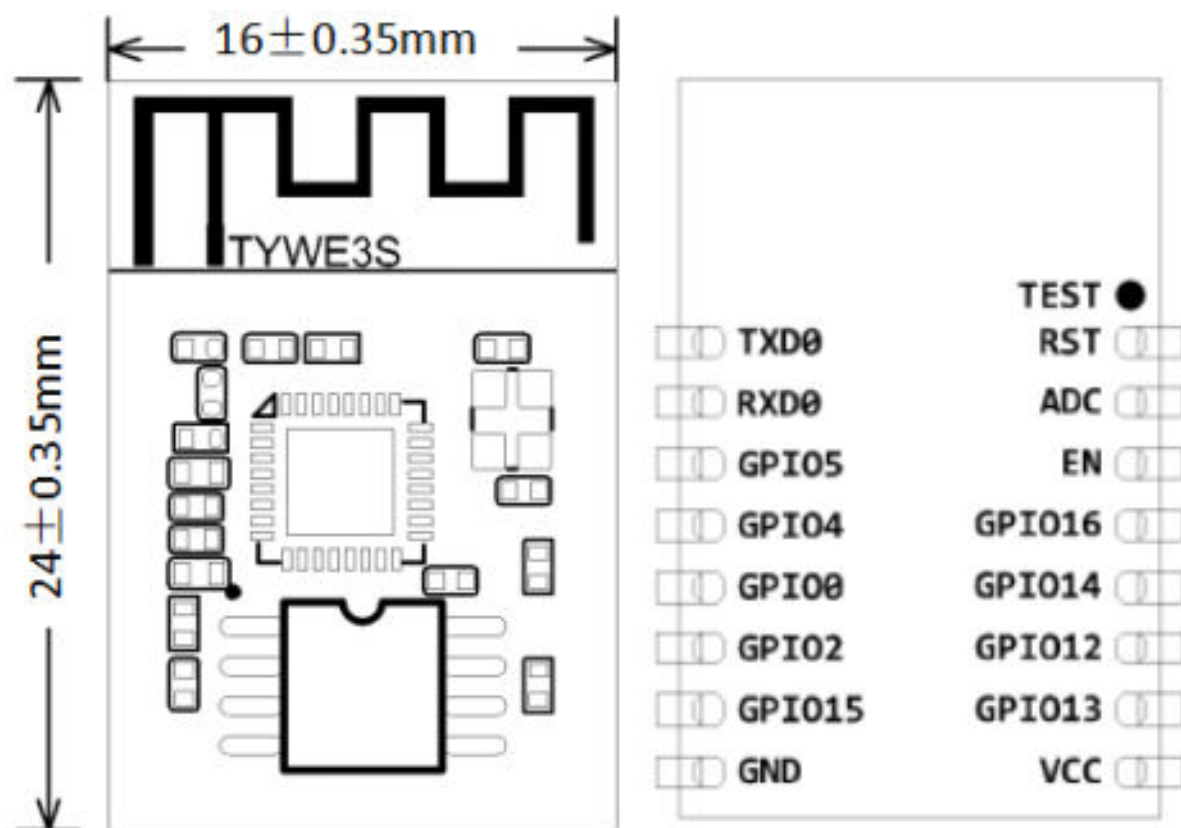 16±0.35mm
24±0.35mm
TYWE3S
TEST
TXD0 RST
RXD0 ADC
GPIO5 EN
GPIO4 GPIO16
GPIO0 GPIO14
GPIO2 GPIO12
GPIO15 GPIO13
GND VCC